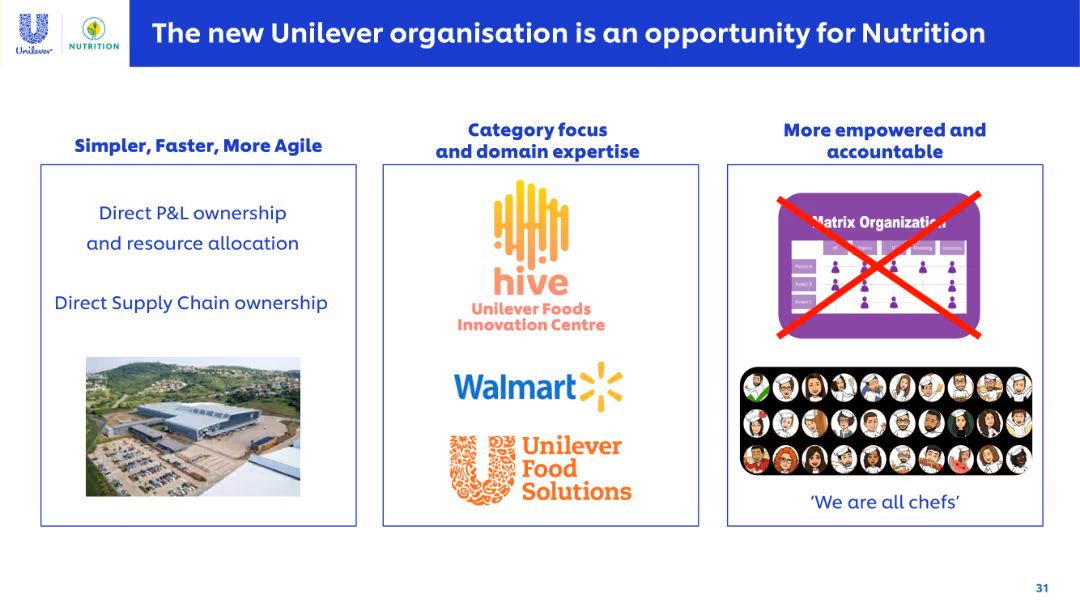 Unilever
NUTRITION
The new Unilever organisation is an opportunity for Nutrition
Simpler, Faster, More Agile
Direct P&L ownership
and resource allocation
Direct Supply Chain ownership
Category focus
and domain expertise
hive
Unilever Foods
Innovation Centre
Walmart
Unilever
Food
Solutions
More empowered and
accountable
Matrix Organization
'We are all chefs'
31